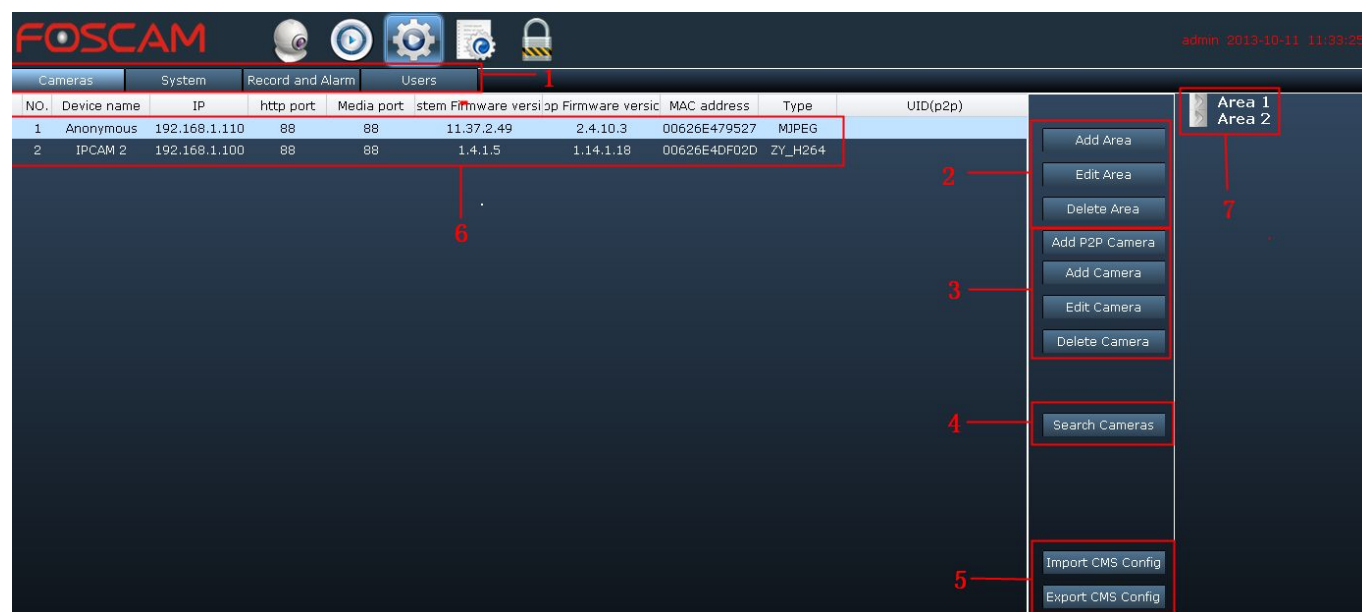 FOSCAM
admin 2013-10-11 11:33:25
Cameras System Record and Alarm Users 1
NO. Device name IP http port Media port stem Firmware versi pp Firmware versic MAC address Type UID(p2p)
1 Anonymous 192.168.1.110 88 88 11.37.2.49 2.4.10.3 00626E479527 MJPEG
2 IPCAM 2 192.168.1.100 88 88 1.4.1.5 1.14.1.18 00626E4DF02D ZY_H264
6
2
Add Area
Edit Area
Delete Area
3
Add P2P Camera
Add Camera
Edit Camera
Delete Camera
4
Search Cameras
5
Import CMS Config
Export CMS Config
Area 1
Area 2
7